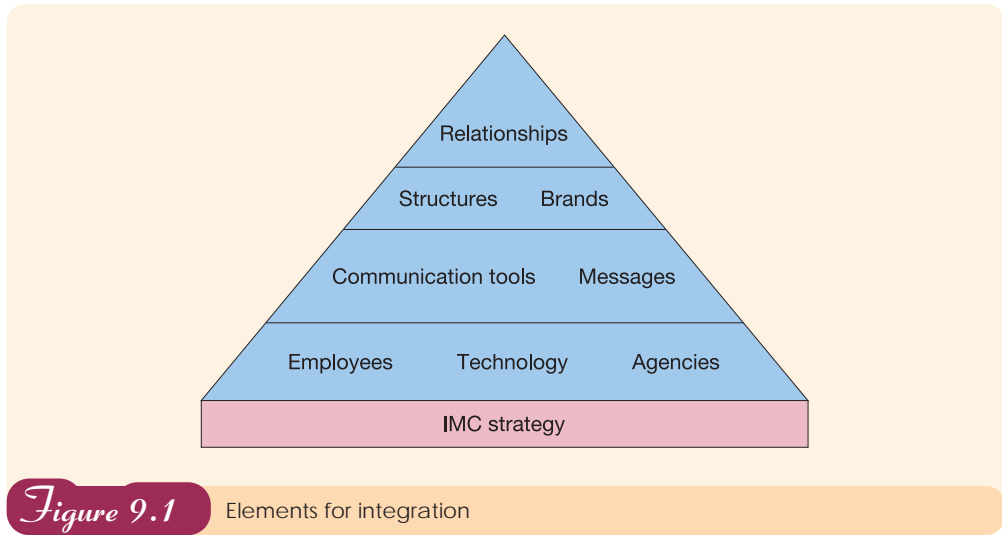 Relationships
Structures Brands
Communication tools Messages
Employees Technology Agencies
IMC strategy
Figure 9.1 Elements for integration